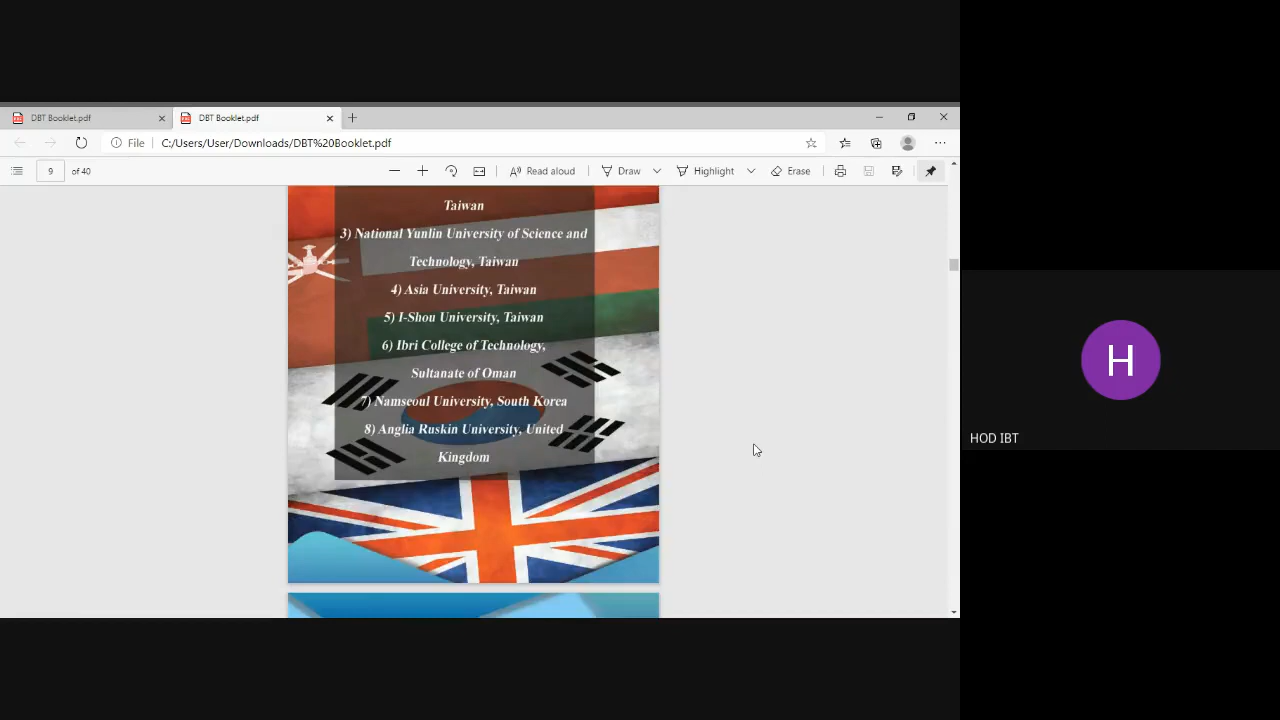 DBT Booklet.pdf
DBT Booklet.pdf
File C:/Users/User/Downloads/DBT%20Booklet.pdf
9 of 40 Read aloud Draw Highlight Erase
Taiwan
3) National Yunlin University of Science and
Technology, Taiwan
4) Asia University, Taiwan
5) I-Shou University, Taiwan
6) Ibri College of Technology,
Sultanate of Oman
7) Namseoul University, South Korea
8) Anglia Ruskin University, United
Kingdom
H
HOD IBT